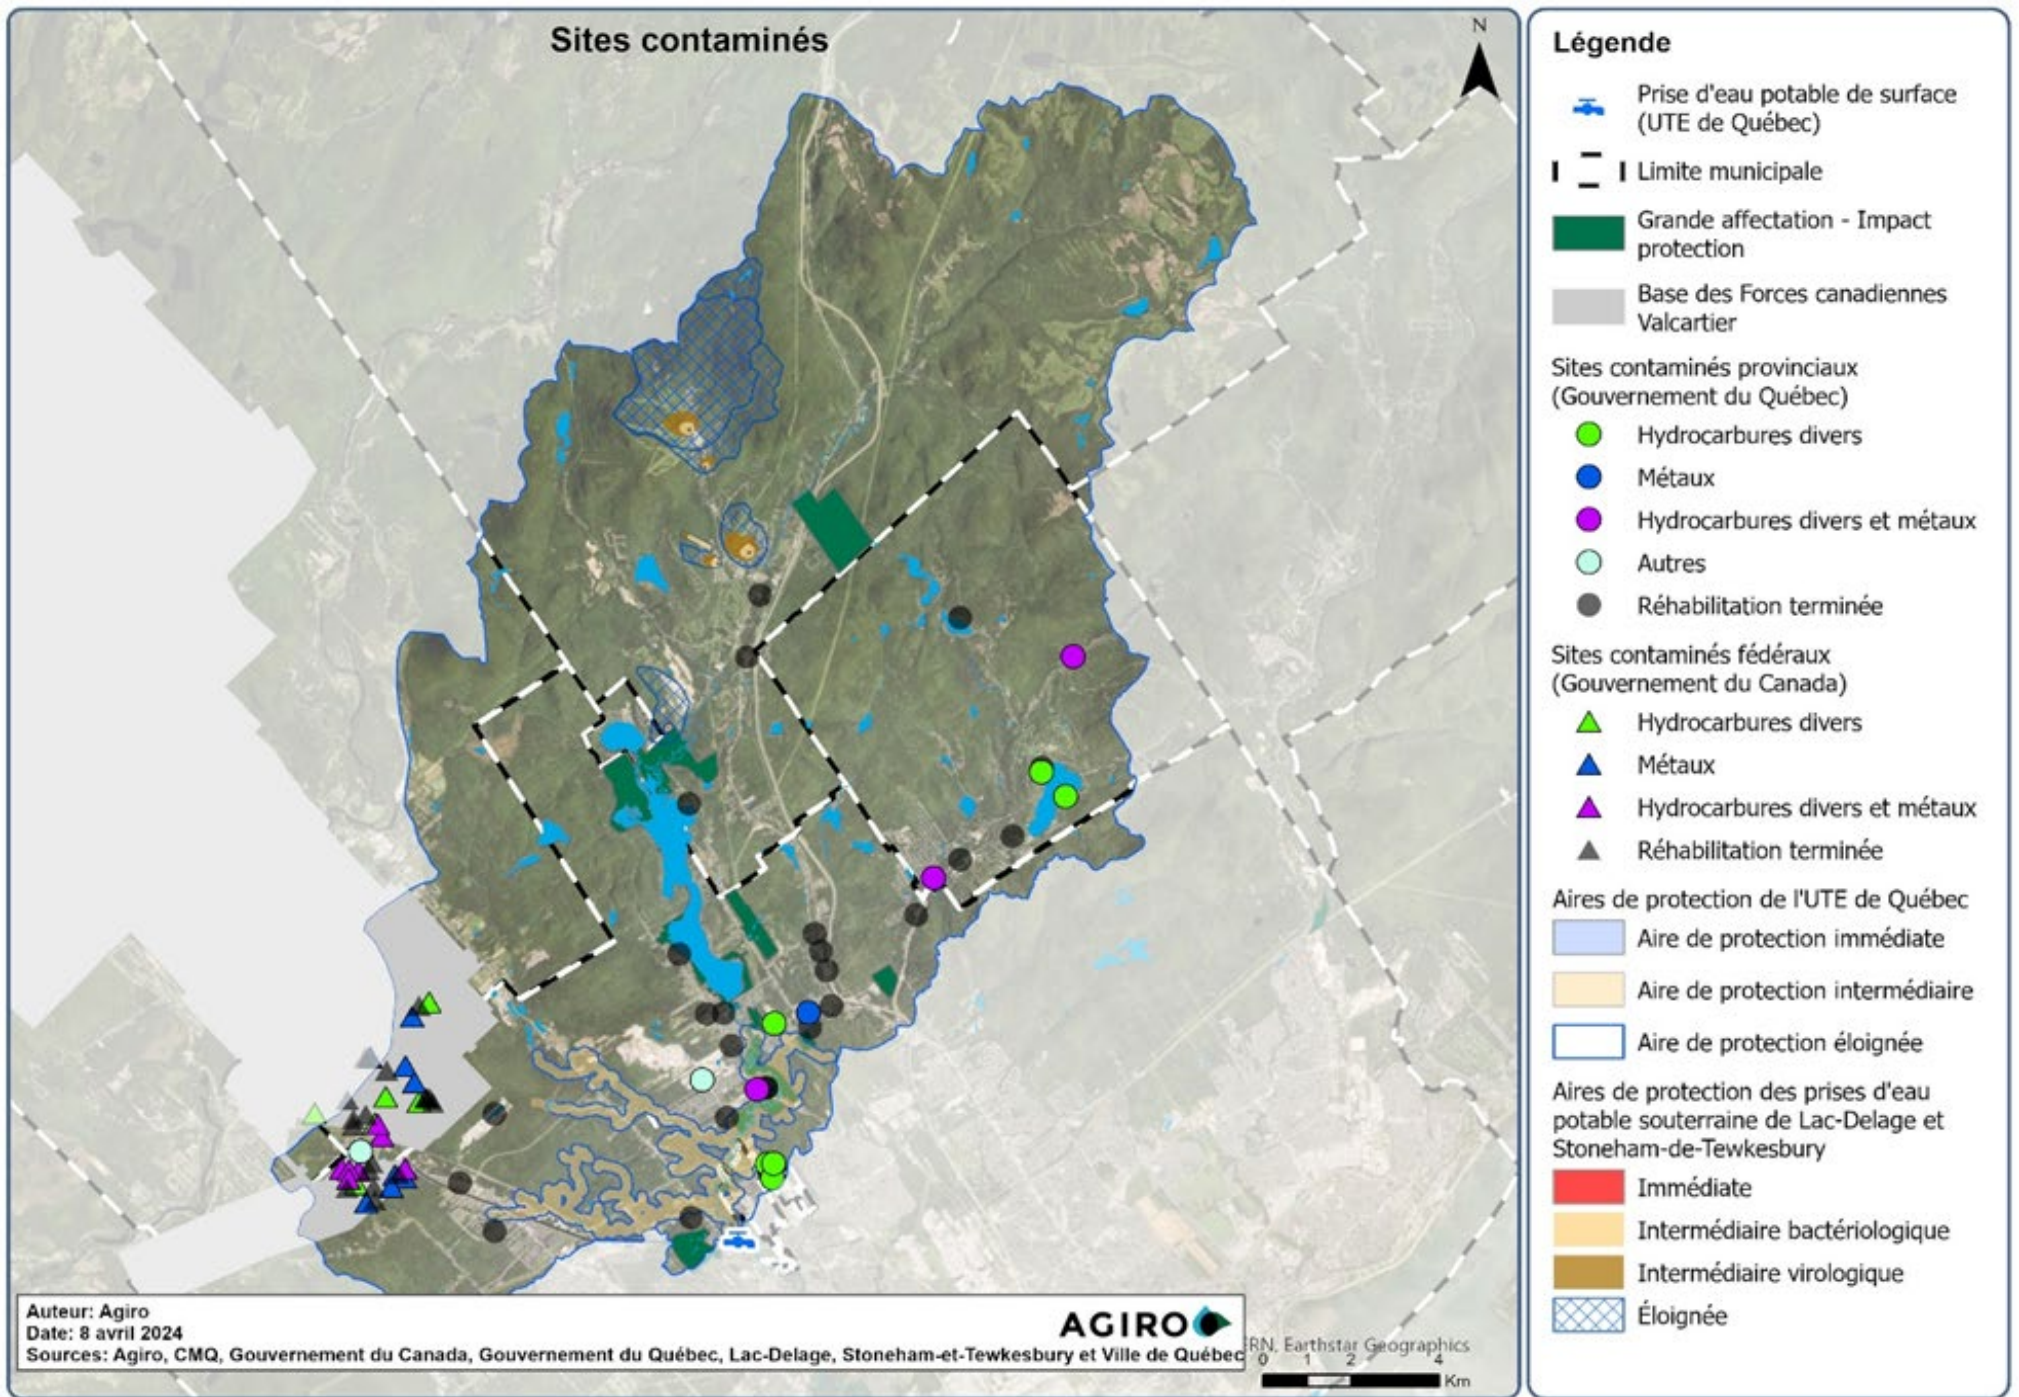 Sites contaminés
N
Légende
Prise d'eau potable de surface
(UTE de Québec)
Limite municipale
Grande affectation - Impact
protection
Base des Forces canadiennes
Valcartier
Sites contaminés provinciaux
(Gouvernement du Québec)
Hydrocarbures divers
Métaux
Hydrocarbures divers et métaux
Autres
Réhabilitation terminée
Sites contaminés fédéraux
(Gouvernement du Canada)
Hydrocarbures divers
Métaux
Hydrocarbures divers et métaux
Réhabilitation terminée
Aires de protection de l'UTE de Québec
Aire de protection immédiate
Aire de protection intermédiaire
Aire de protection éloignée
Aires de protection des prises d'eau
potable souterraine de Lac-Delage et
Stoneham-de-Tewkesbury
Immédiate
Intermédiaire bactériologique
Intermédiaire virologique
Éloignée
Auteur: Agiro
Date: 8 avril 2024
Sources: Agiro, CMQ, Gouvernement du Canada, Gouvernement du Québec, Lac-Delage, Stoneham-et-Tewkesbury et Ville de Québec
AGIRO
Earthstar Geographics
0 1 2 4
Km